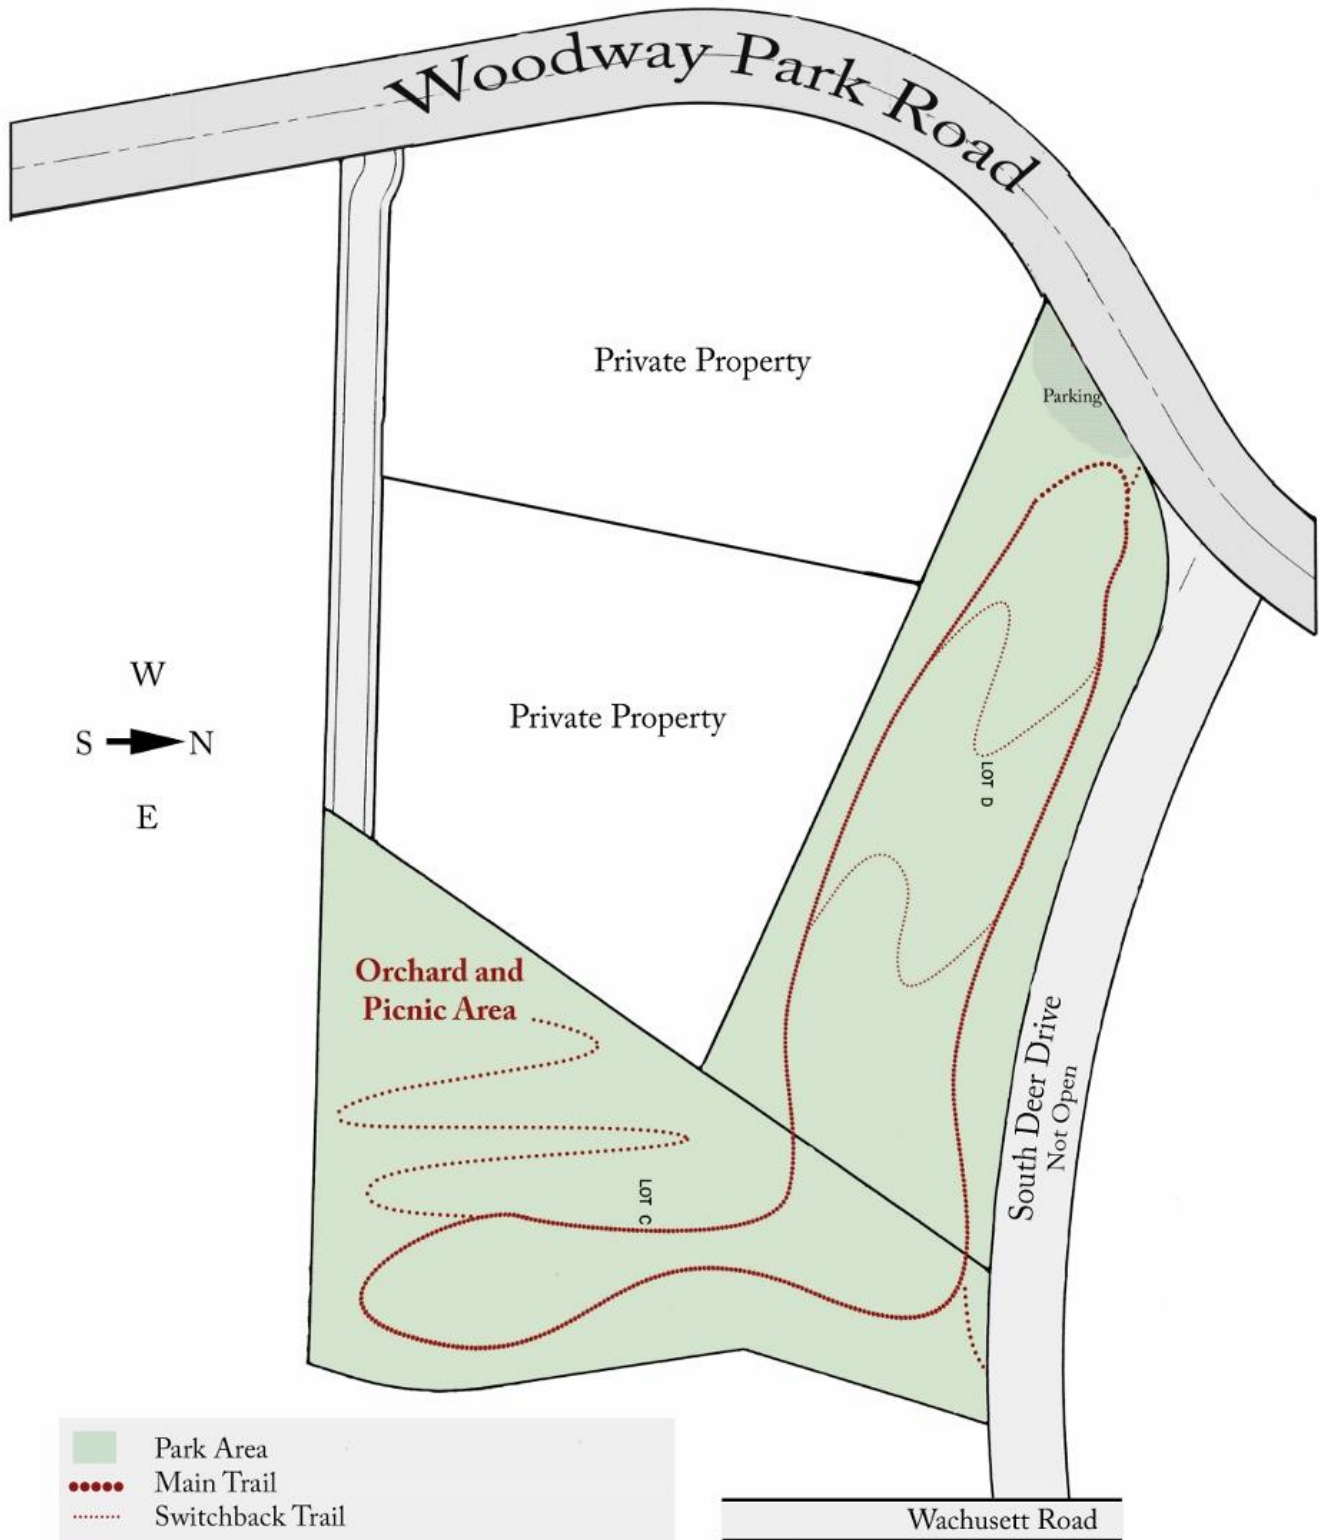 Woodway Park Road
Private Property
Parking
Private Property
W
S N
E
LOT D
Orchard and
Picnic Area
South Deer Drive
Not Open
LOT C
Park Area
Main Trail
Switchback Trail
Wachusett Road